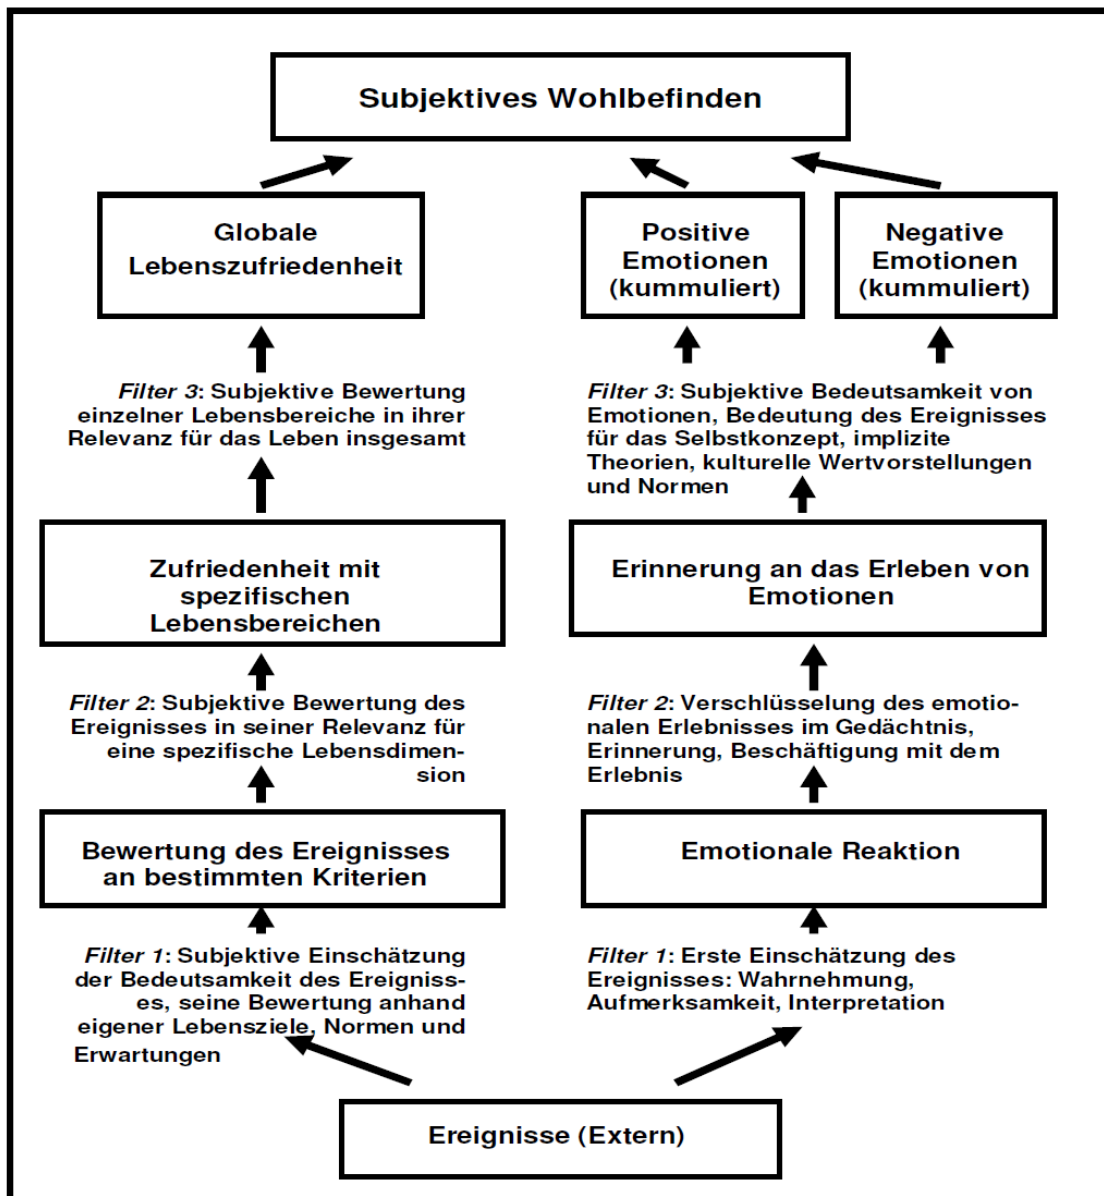 Subjektives Wohlbefinden
Globale
Lebenszufriedenheit
Positive
Emotionen
(kummuliert)
Negative
Emotionen
(kummuliert)
Filter 3: Subjektive Bewertung
einzelner Lebensbereiche in ihrer
Relevanz für das Leben insgesamt
Filter 3: Subjektive Bedeutsamkeit von
Emotionen, Bedeutung des Ereignisses
für das Selbstkonzept, implizite
Theorien, kulturelle Wertvorstellungen
und Normen
Zufriedenheit mit
spezifischen
Lebensbereichen
Erinnerung an das Erleben von
Emotionen
Filter 2: Subjektive Bewertung des
Ereignisses in seiner Relevanz für
eine spezifische Lebensdimen-
sion
Filter 2: Verschlüsselung des emotio-
nalen Erlebnisses im Gedächtnis,
Erinnerung, Beschäftigung mit dem
Erlebnis
Bewertung des Ereignisses
an bestimmten Kriterien
Emotionale Reaktion
Filter 1: Subjektive Einschätzung
der Bedeutsamkeit des Ereigniss-
es, seine Bewertung anhand
eigener Lebensziele, Normen und
Erwartungen
Filter 1: Erste Einschätzung des
Ereignisses: Wahrnehmung,
Aufmerksamkeit, Interpretation
Ereignisse (Extern)